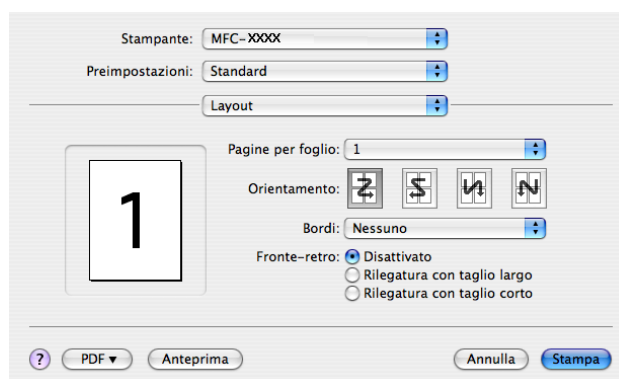 Stampante: MFC-XXXX
Preimpostazioni: Standard
Layout
Pagine per foglio: 1
Orientamento:
1
Bordi: Nessuno
Fronte-retro: Disattivato
Rilegatura con taglio largo
Rilegatura con taglio corto
? PDF▼ Anteprima Annulla Stampa